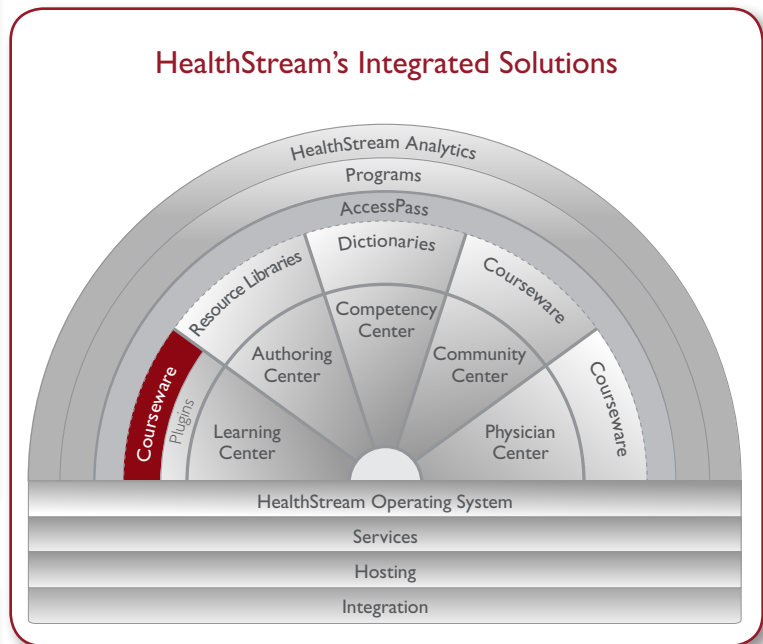 HealthStream's Integrated Solutions
HealthStream Analytics
Programs
AccessPass
Courseware
Resource Libraries
Dictionaries
Courseware
Courseware
Plugins
Learning
Center
Authoring
Center
Competency
Center
Community
Center
Physician
Center
HealthStream Operating System
Services
Hosting
Integration